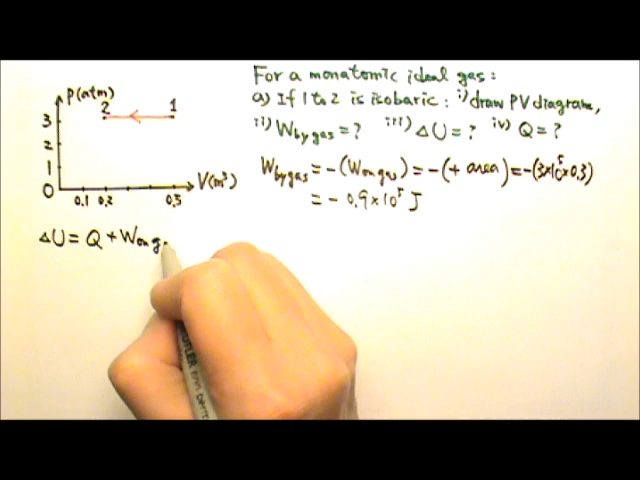 For a monatomic ideal gas:
a) If 1 to 2 is isobaric: i) draw PV diagram,
ii) Wby gas = ? iii) ΔU = ? iv) Q = ?
P(atm)
2 1
3
2
1
0
0.1 0.2 0.5
V(m³)
Wby gas = -(Won gas) = -(+ area) = -(3×10⁵×0.3)
= - 0.9×10⁵ J
ΔU = Q + Won g
STAEDTLER